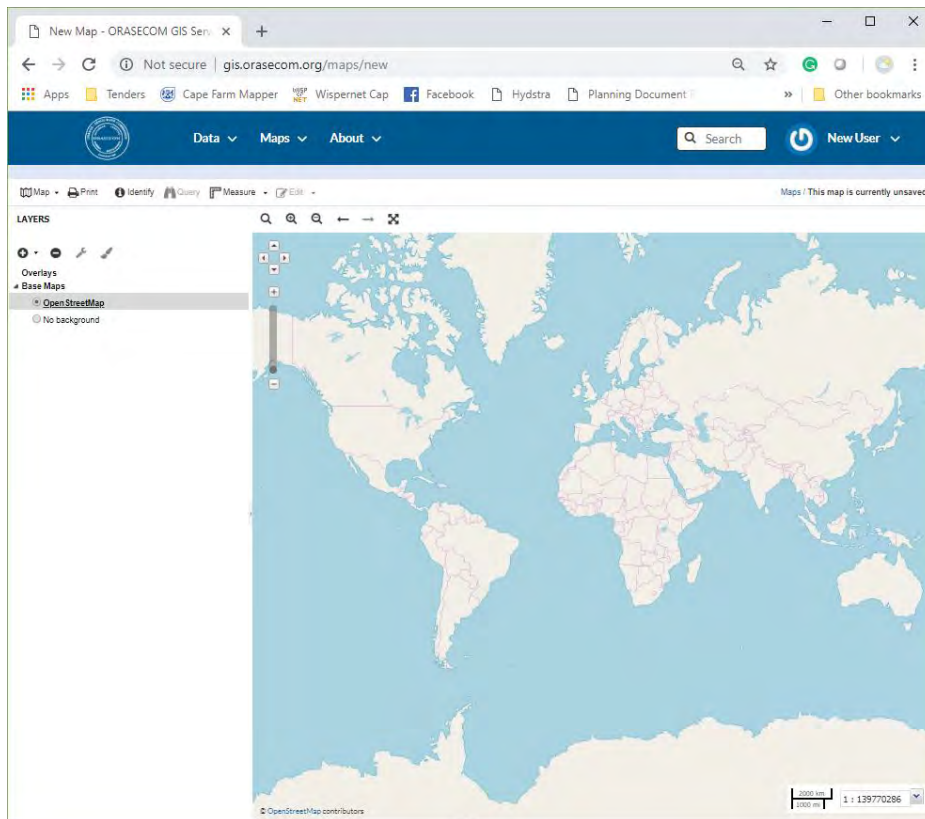 New Map - ORASECOM GIS Serv
Not secure | gis.orasecom.org/maps/new
Apps Tenders Cape Farm Mapper Wispernet Cap Facebook Hydstra Planning Document » Other bookmarks
ORASECOM Data Maps About Search New User
Map Print Identify Query Measure Edit Maps / This map is currently unsaved
LAYERS
Overlays
Base Maps
OpenStreetMap
No background
2000 km
1000 mi
1 : 139770286
© OpenStreetMap contributors